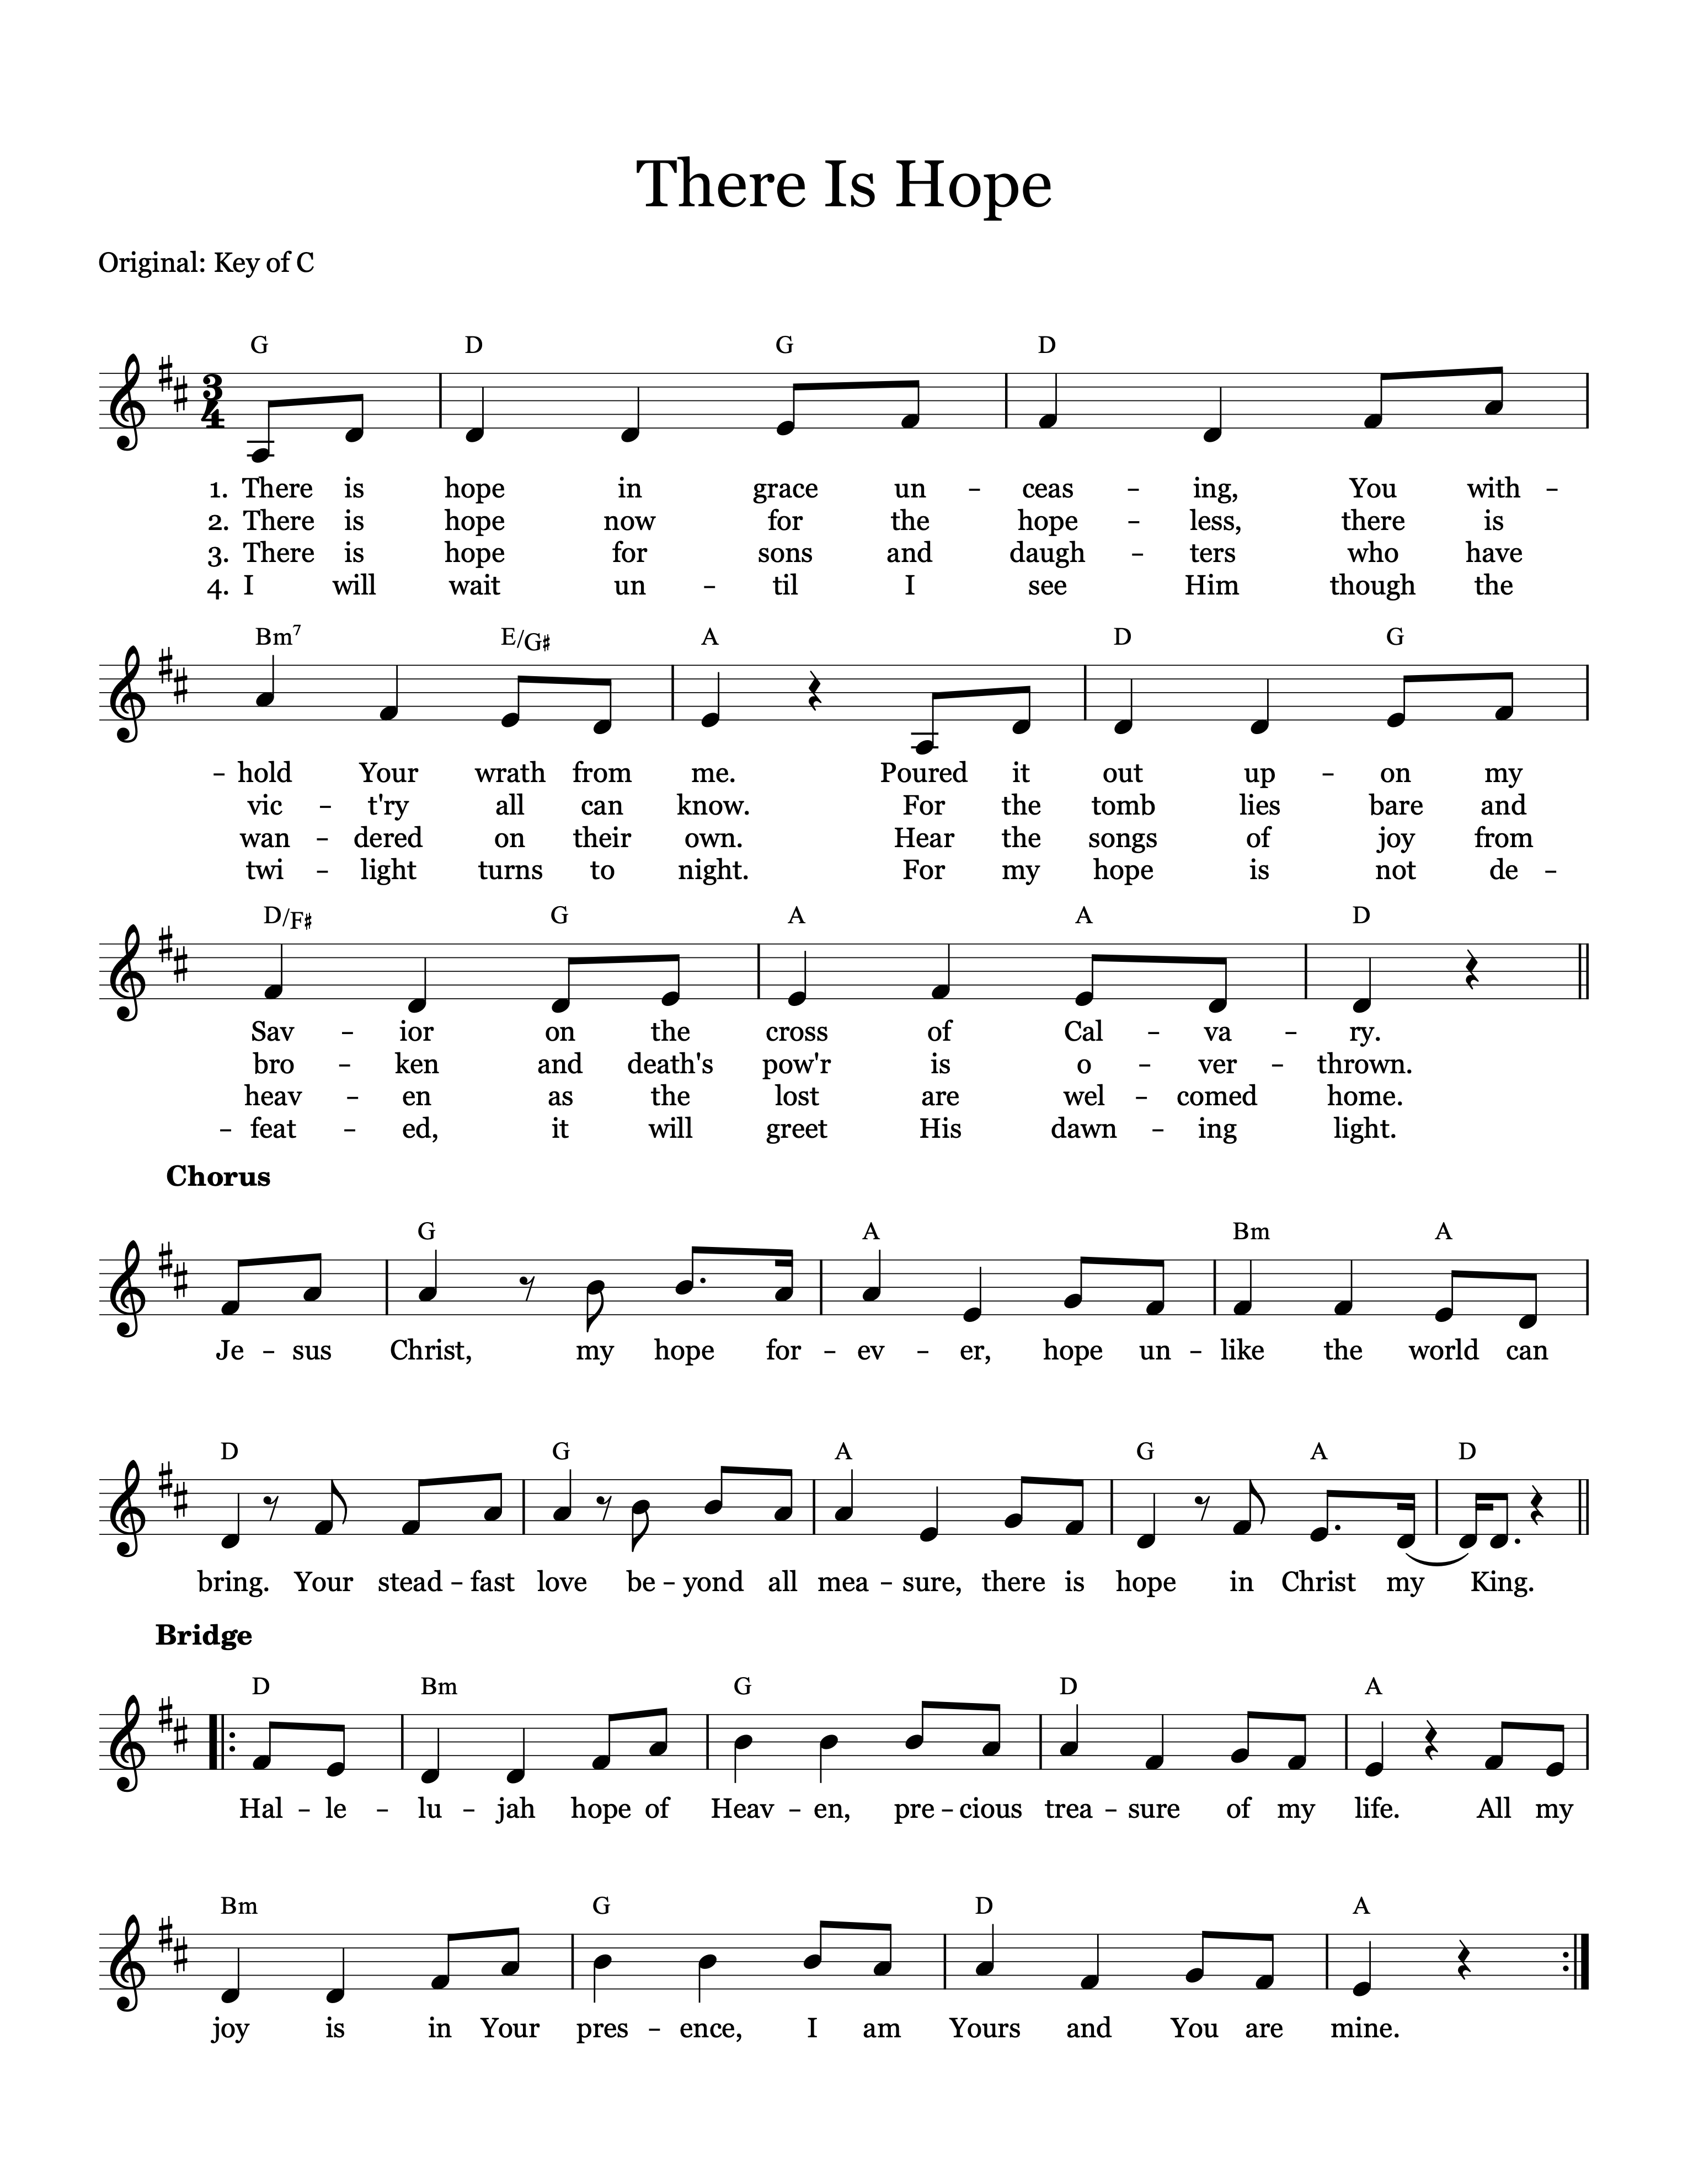 There Is Hope
Original: Key of C
G D G D
3
4
1. There is hope in grace un - ceas - ing, You with -
2. There is hope now for the hope - less, there is
3. There is hope for sons and daugh - ters who have
4. I will wait un - til I see Him though the
Bm7 E/G♯ A D G
- hold Your wrath from me. Poured it out up - on my
vic - t'ry all can know. For the tomb lies bare and
wan - dered on their own. Hear the songs of joy from
twi - light turns to night. For my hope is not de -
D/F♯ G A A D
Sav - ior on the cross of Cal - va - ry.
bro - ken and death's pow'r is o - ver - thrown.
heav - en as the lost are wel - comed home.
- feat - ed, it will greet His dawn - ing light.
Chorus
G A Bm A
Je - sus Christ, my hope for - ev - er, hope un - like the world can
D G A G A D
bring. Your stead - fast love be - yond all mea - sure, there is hope in Christ my King.
Bridge
D Bm G D A
Hal - le - lu - jah hope of Heav - en, pre - cious trea - sure of my life. All my
Bm G D A
joy is in Your pres - ence, I am Yours and You are mine.